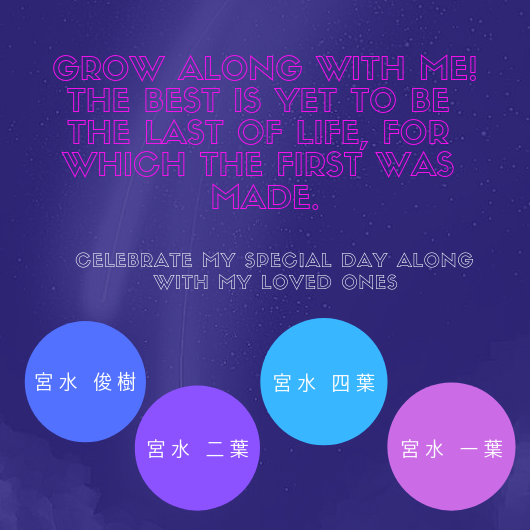 GROW ALONG WITH ME!
THE BEST IS YET TO BE
THE LAST OF LIFE, FOR
WHICH THE FIRST WAS
MADE.
CELEBRATE MY SPECIAL DAY ALONG
WITH MY LOVED ONES
宮水 俊樹
宮水 四葉
宮水 二葉
宮水 一葉